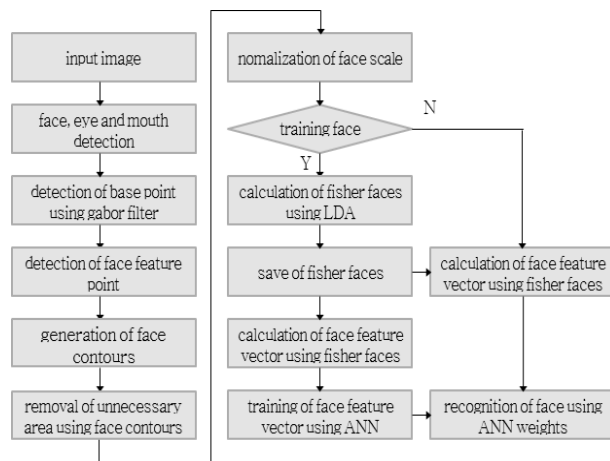 input image
face, eye and mouth
detection
detection of base point
using gabor filter
detection of face feature
point
generation of face
contours
removal of unnecessary
area using face contours
nomalization of face scale
training face
N
Y
calculation of fisher faces
using LDA
save of fisher faces
calculation of face feature
vector using fisher faces
training of face feature
vector using ANN
calculation of face feature
vector using fisher faces
recognition of face using
ANN weights